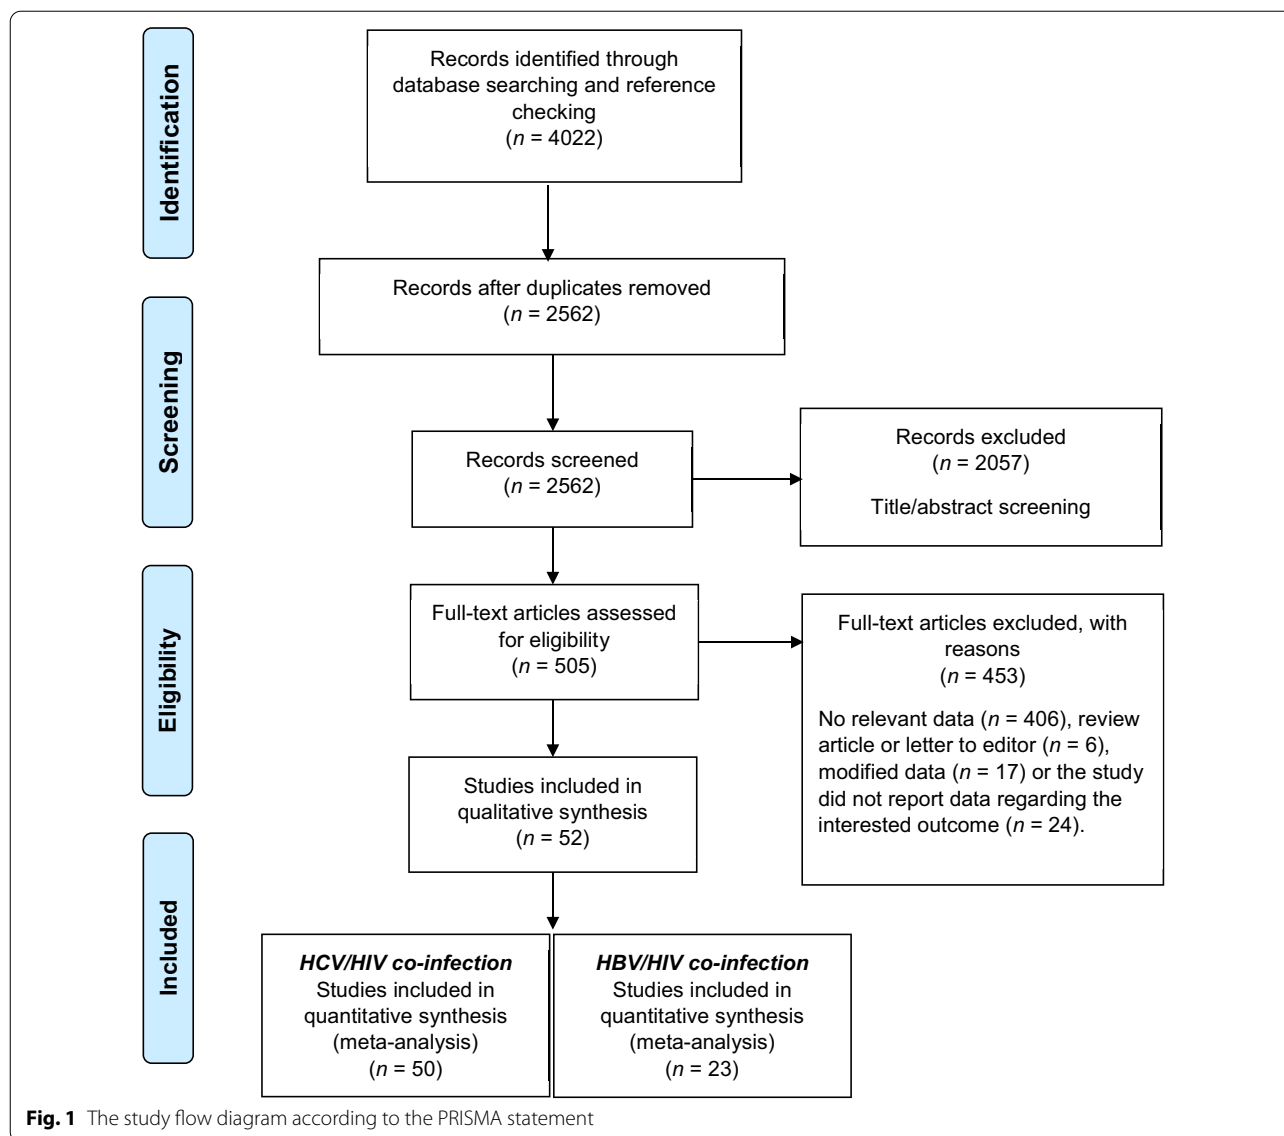 Identification
Records identified through
database searching and reference
checking
(n = 4022)
Records after duplicates removed
(n = 2562)
Screening
Records screened
(n = 2562)
Records excluded
(n = 2057)
Title/abstract screening
Eligibility
Full-text articles assessed
for eligibility
(n = 505)
Full-text articles excluded, with
reasons
(n = 453)
No relevant data (n = 406), review
article or letter to editor (n = 6),
modified data (n = 17) or the study
did not report data regarding the
interested outcome (n = 24).
Studies included in
qualitative synthesis
(n = 52)
Included
HCV/HIV co-infection
Studies included in
quantitative synthesis
(meta-analysis)
(n = 50)
HBV/HIV co-infection
Studies included in
quantitative synthesis
(meta-analysis)
(n = 23)
Fig. 1 The study flow diagram according to the PRISMA statement